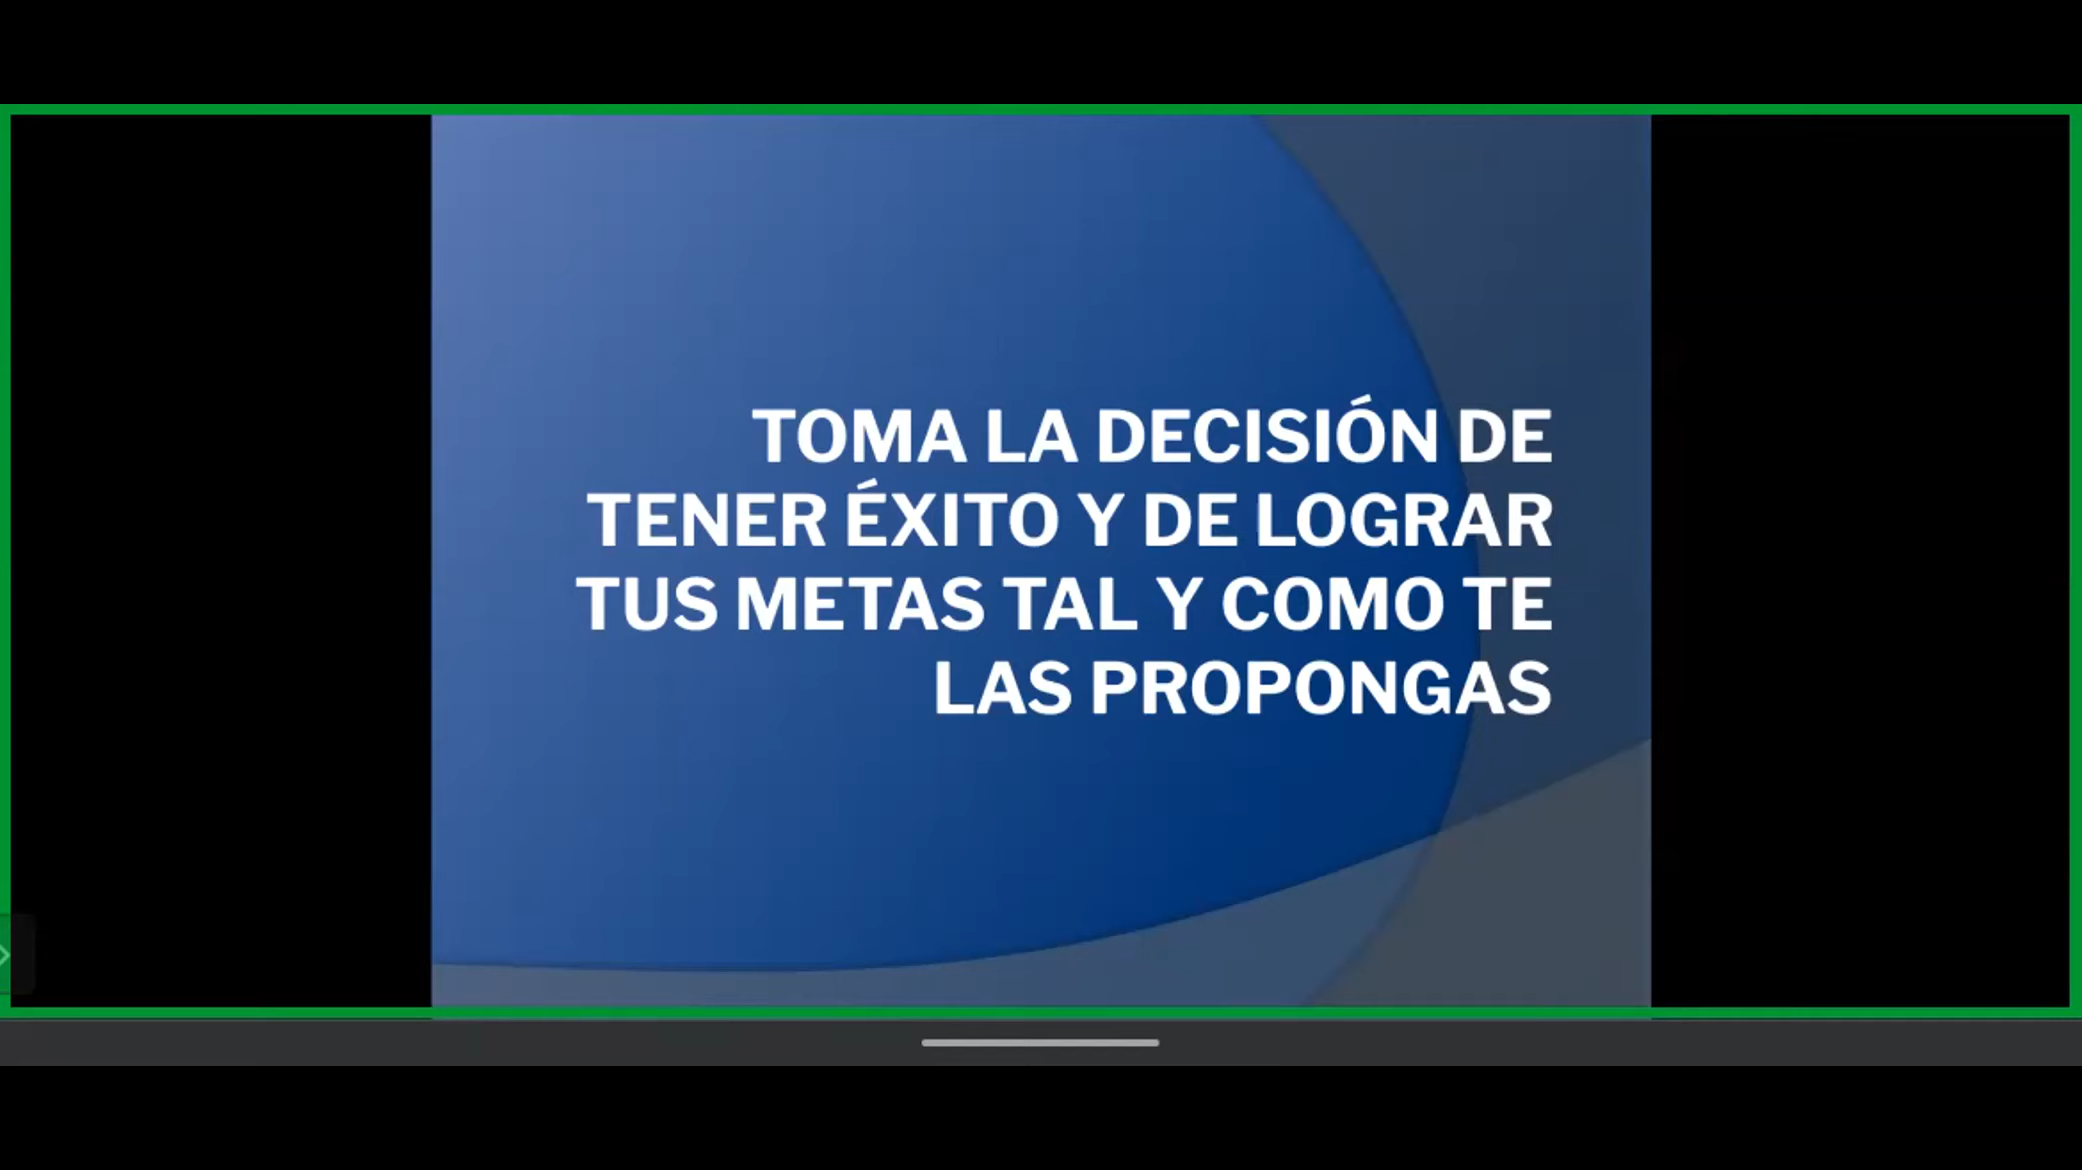 TOMA LA DECISIÓN DE
TENER ÉXITO Y DE LOGRAR
TUS METAS TAL Y COMO TE
LAS PROPONGAS